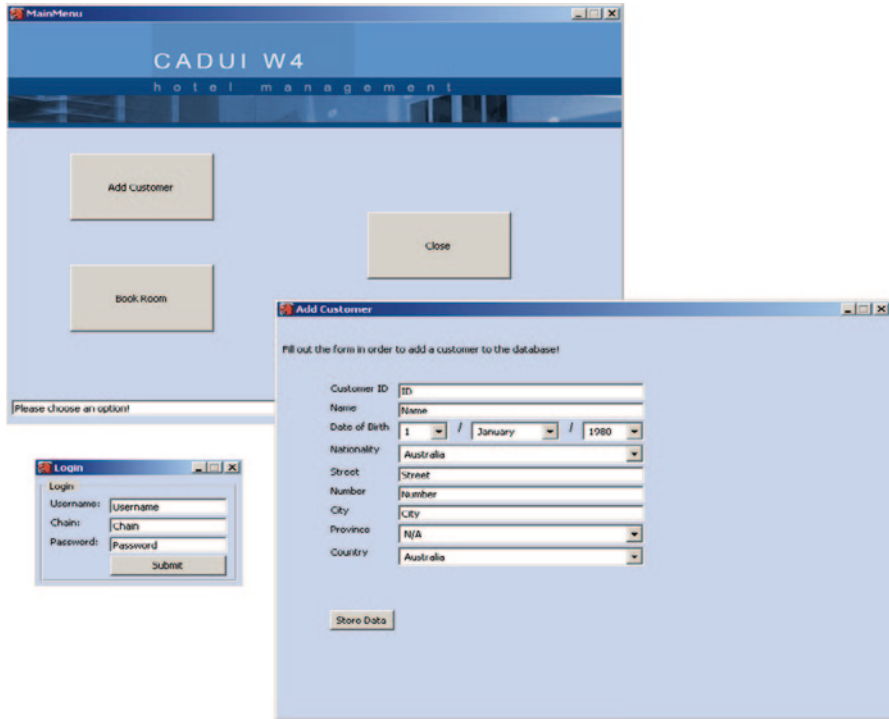 MainMenu
CADUI W4
hotel management
Add Customer
Close
Book Room
Please choose an option!
Add Customer
Fill out the form in order to add a customer to the database!
Customer ID ID
Name Name
Date of Birth 1 / January / 1980
Nationality Australia
Street Street
Number Number
City City
Province N/A
Country Australia
Store Data
Login
Login
Username: Username
Chain: Chain
Password: Password
Submit